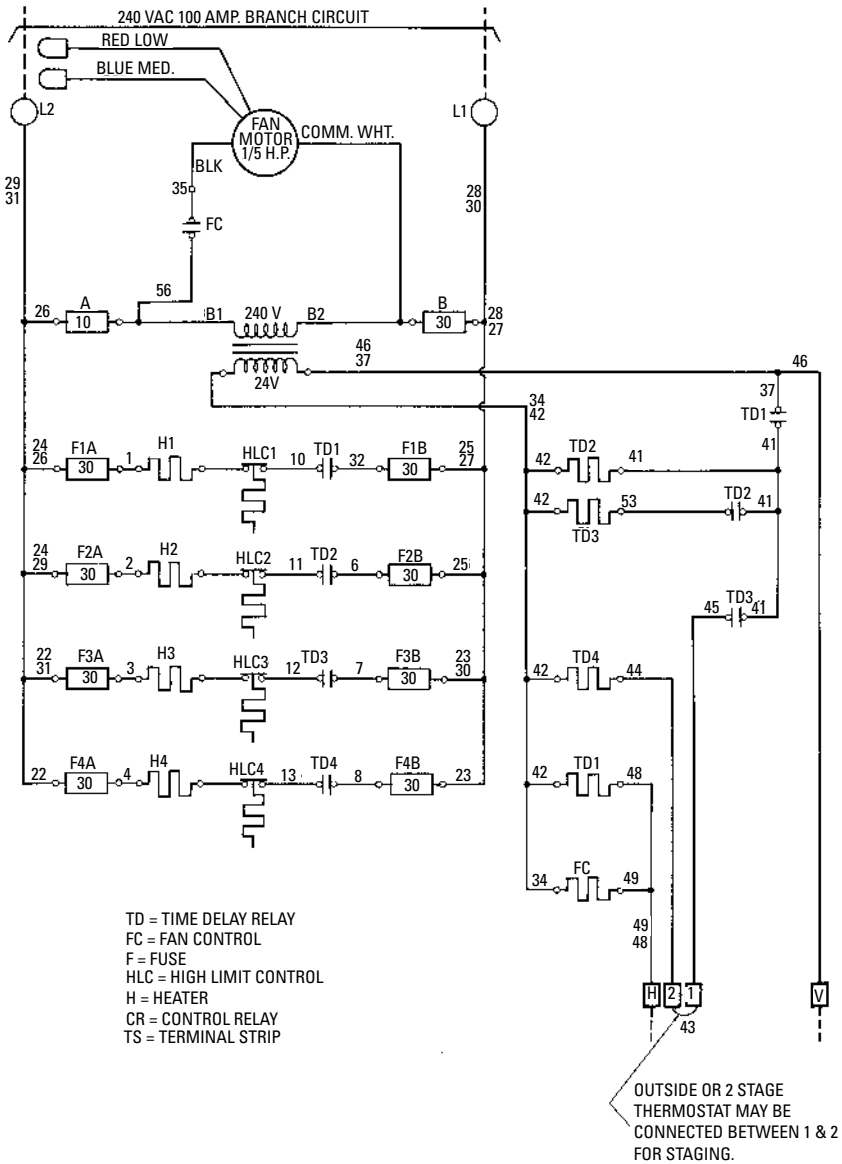 240 VAC 100 AMP. BRANCH CIRCUIT
RED LOW
BLUE MED.
L2
L1
FAN
MOTOR
1/5 H.P.
COMM. WHT.
BLK
35
29
31
28
30
FC
56
26
A
10
B1
240 V
B2
B
30
28
27
46
37
24V
46
37
TD1
41
34
42
24
26
F1A
30
1
H1
HLC1
10
TD1
32
F1B
30
25
27
42
TD2
41
42
TD3
53
TD2
41
24
29
F2A
30
2
H2
HLC2
11
TD2
6
F2B
30
25
45
TD3
41
22
31
F3A
30
3
H3
HLC3
12
TD3
7
F3B
30
23
30
42
TD4
44
22
F4A
30
4
H4
HLC4
13
TD4
8
F4B
30
23
42
TD1
48
34
FC
49
49
48
TD = TIME DELAY RELAY
FC = FAN CONTROL
F = FUSE
HLC = HIGH LIMIT CONTROL
H = HEATER
CR = CONTROL RELAY
TS = TERMINAL STRIP
H
2
1
V
43
OUTSIDE OR 2 STAGE
THERMOSTAT MAY BE
CONNECTED BETWEEN 1 & 2
FOR STAGING.